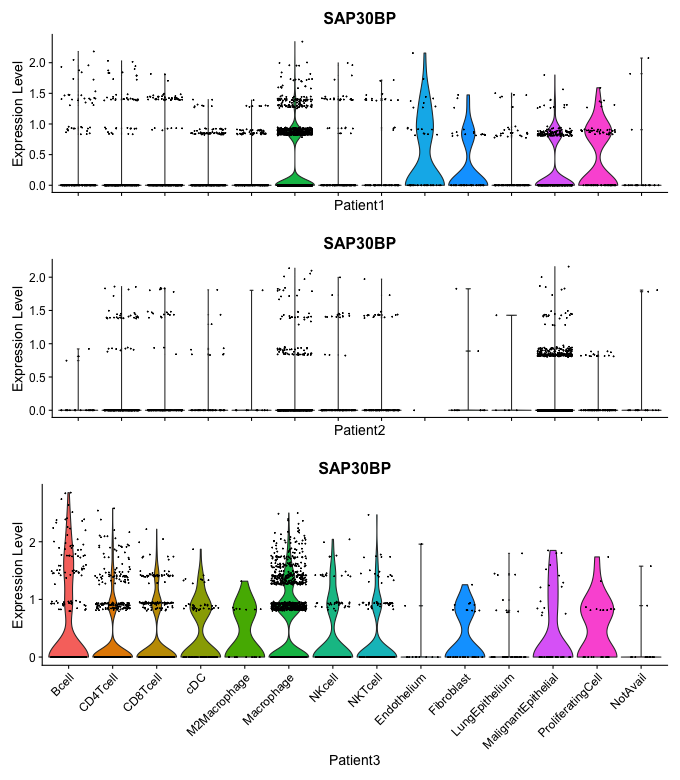 SAP30BP
Expression Level
2.0
1.5
1.0
0.5
0.0
Patient1
SAP30BP
Expression Level
2.0
1.5
1.0
0.5
0.0
Patient2
SAP30BP
Expression Level
2
1
0
Bcell
CD4Tcell
CD8Tcell
cDC
M2Macrophage
Macrophage
NKcell
NKTcell
Endothelium
Fibroblast
LungEpithelium
MalignantEpithelial
ProliferatingCell
NotAvail
Patient3